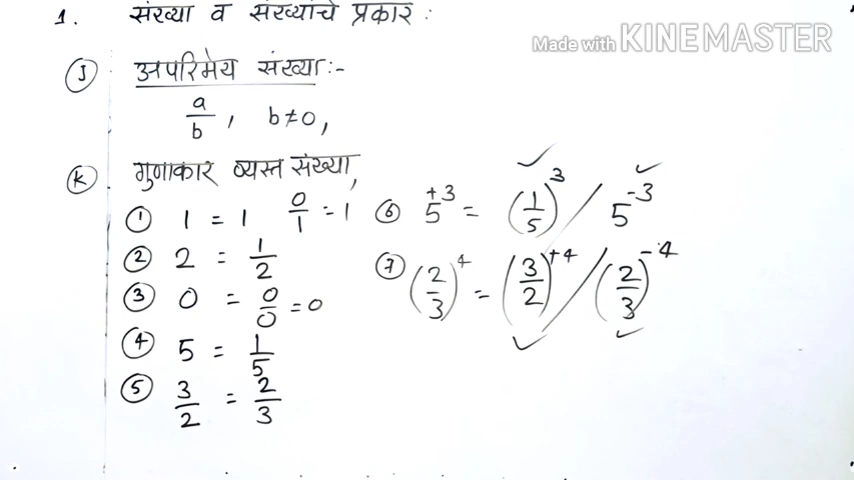 1. संख्या व संख्यांचे प्रकार :
Made with KINEMASTER
(J) अपरिमेय संख्या:-
a/b, b≠0,
(K) गुणाकार व्यस्त संख्या,
(1) 1 = 1 0/1 = 1
(2) 2 = 1/2
(3) 0 = 0/0 = 0
(4) 5 = 1/5
(5) 3/2 = 2/3
(6) 5^+3 = (1/5)^3 / 5^-3
(7) (2/3)^4 = (3/2)^+4 / (2/3)^-4